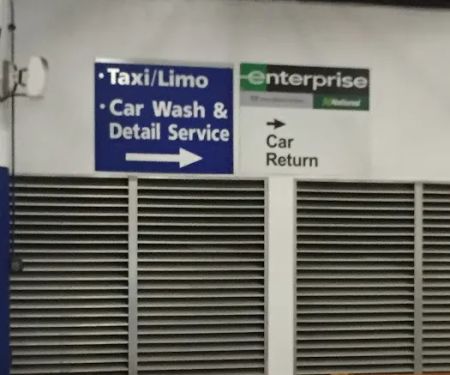 • Taxi/Limo
• Car Wash &
Detail Service
enterprise
National
Car
Return